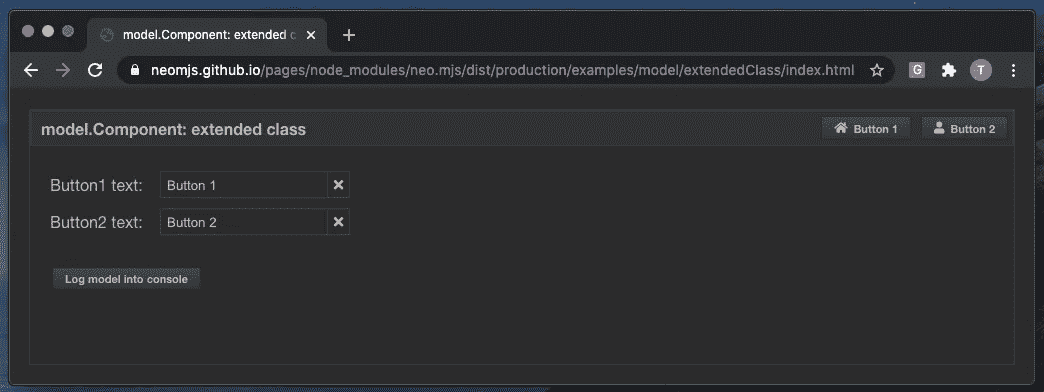 model.Component: extended c
neomjs.github.io/pages/node_modules/neo.mjs/dist/production/examples/model/extendedClass/index.html
G
T
model.Component: extended class
Button 1
Button 2
Button1 text: Button 1
Button2 text: Button 2
Log model into console